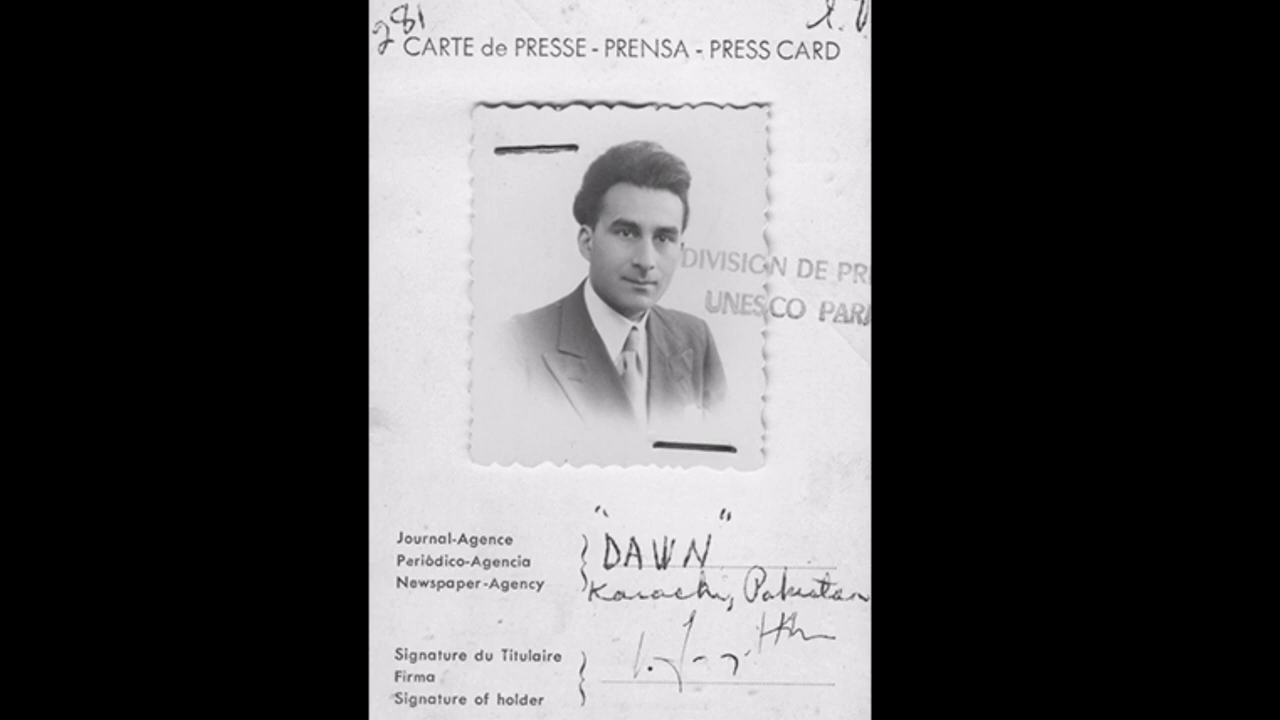 281
CARTE de PRESSE - PRENSA - PRESS CARD
DIVISION DE PR
UNESCO PARI
Journal-Agence
Periòdico-Agencia
Newspaper-Agency
"DAWN"
Karachi, Pakistan
Signature du Titulaire
Firma
Signature of holder